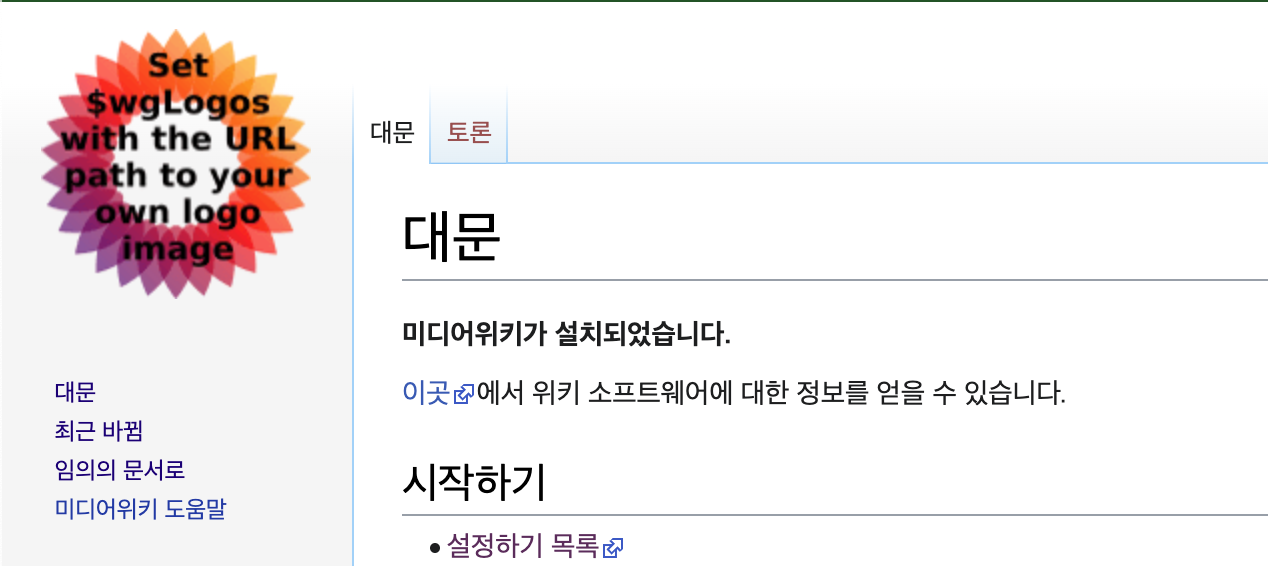 Set
$wgLogos
with the URL
path to your
own logo
image
대문
최근 바뀜
임의의 문서로
미디어위키 도움말
대문 토론
대문
미디어위키가 설치되었습니다.
이곳에서 위키 소프트웨어에 대한 정보를 얻을 수 있습니다.
시작하기
• 설정하기 목록